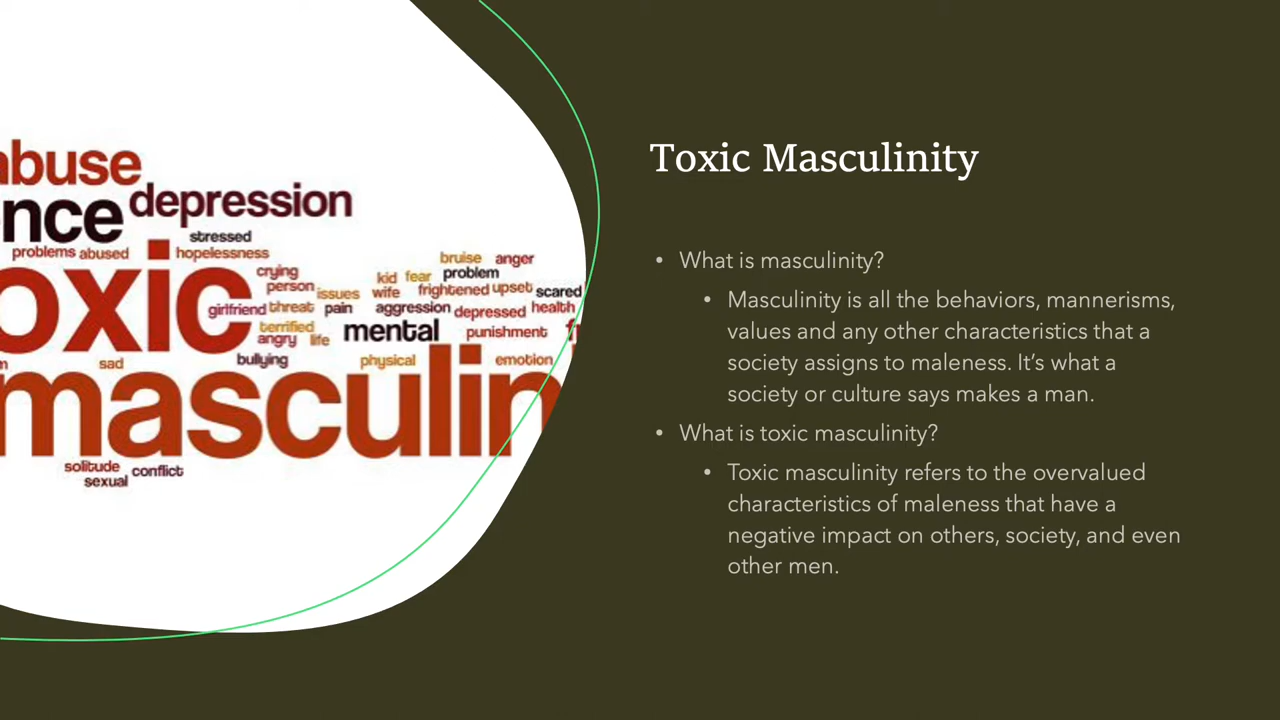 abuse
depression
stressed
problems abused hopelessness
bruise anger
crying
kid fear problem
person issues wife frightened upset scared
girlfriend threat pain aggression depressed health
terrified
angry life mental punishment
sad bullying physical emotion
solitude conflict
sexual
Toxic Masculinity
• What is masculinity?
• Masculinity is all the behaviors, mannerisms,
values and any other characteristics that a
society assigns to maleness. It’s what a
society or culture says makes a man.
• What is toxic masculinity?
• Toxic masculinity refers to the overvalued
characteristics of maleness that have a
negative impact on others, society, and even
other men.